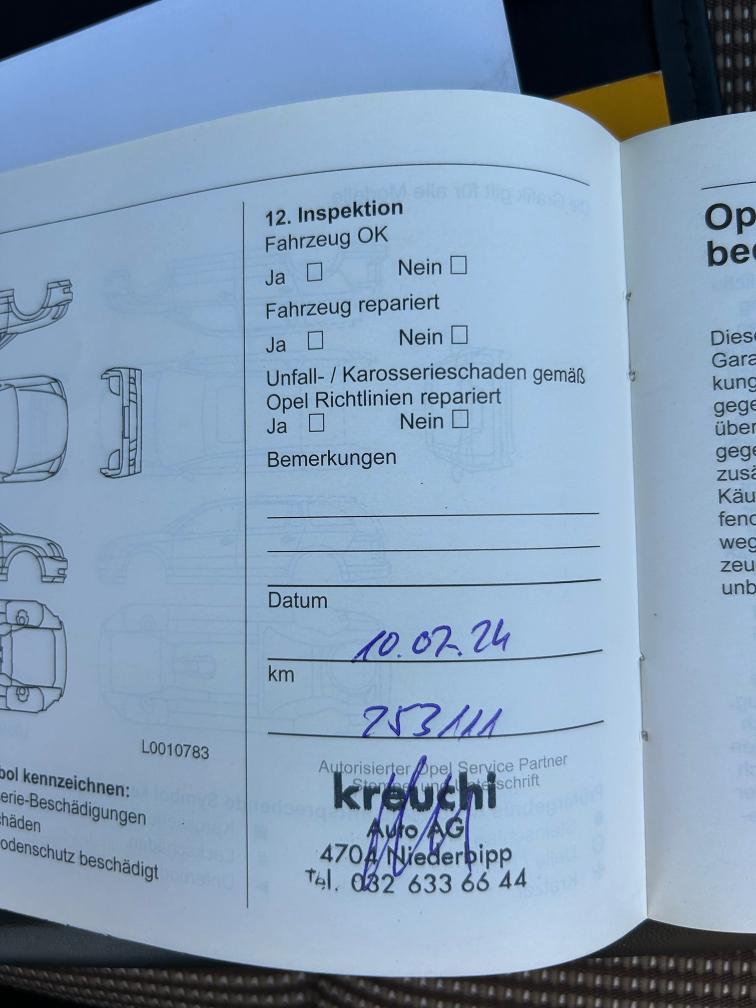 12. Inspektion
Fahrzeug OK
Ja Nein
Fahrzeug repariert
Ja Nein
Unfall- / Karosserieschaden gemäß
Opel Richtlinien repariert
Ja Nein
Bemerkungen
Datum
10.07.24
km
253111
Autorisierter Opel Service Partner
Stempel und Unterschrift
kreuchi
Auto AG
4704 Niederbipp
Tel. 032 633 66 44
L0010783
bol kennzeichnen:
erie-Beschädigungen
häden
odenschutz beschädigt
Op
bec
Diese
Gara
kung
gege
über
gege
zusä
Käu
fend
weg
zeu
unb